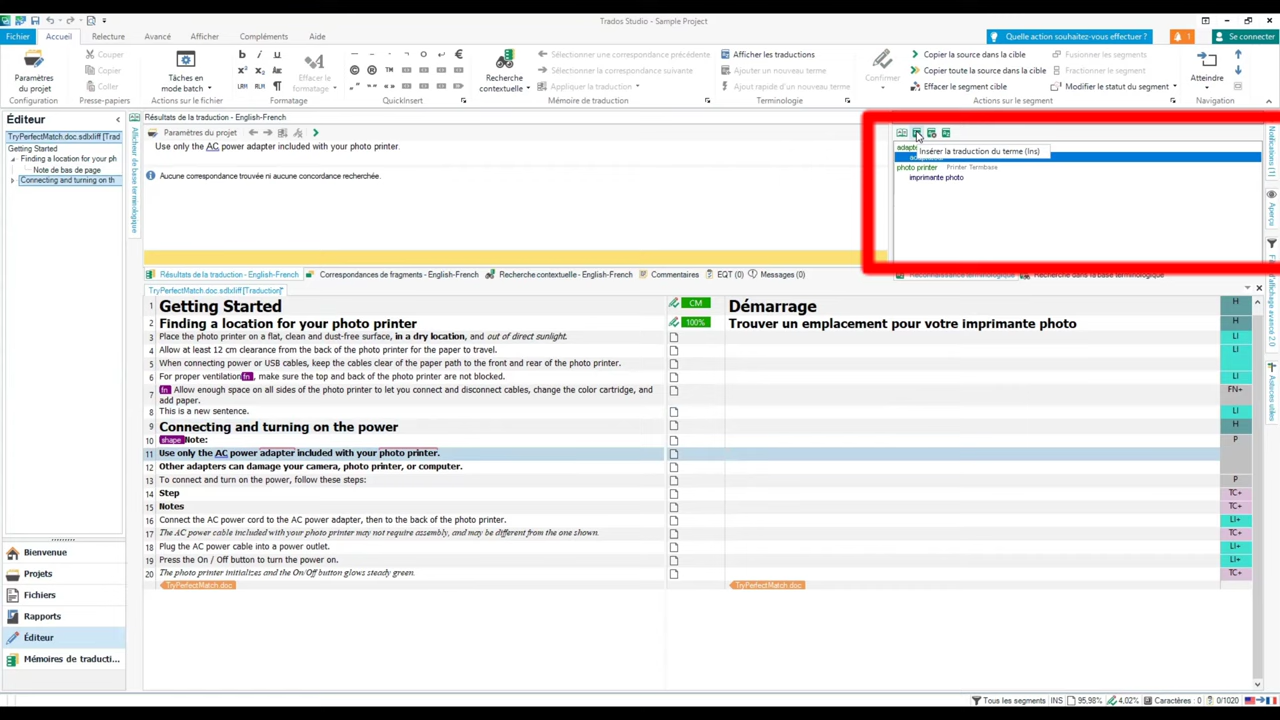 Trados Studio - Sample Project
Fichier
Accueil
Relecture
Avancé
Afficher
Compléments
Aide
Quelle action souhaitez-vous effectuer ?
1
Se connecter
Paramètres du projet
Configuration
Couper
Copier
Coller
Presse-papiers
Tâches en mode batch
Actions sur le fichier
Effacer le formatage
Formatage
QuickInsert
Recherche contextuelle
Sélectionner une correspondance précédente
Sélectionner une correspondance suivante
Appliquer la traduction
Mémoire de traduction
Afficher les traductions
Ajouter un nouveau terme
Ajout rapide d'un nouveau terme
Terminologie
Confirmer
Copier la source dans la cible
Copier toute la source dans la cible
Effacer le segment cible
Fusionner les segments
Fractionner le segment
Modifier le statut du segment
Actions sur le segment
Atteindre
Navigation
Éditeur
TryPerfectMatch.doc.sdlxliff [Trad
Getting Started
Finding a location for your ph
Note de bas de page
Connecting and turning on th
Afficheur de base terminologique
Résultats de la traduction - English-French
Paramètres du projet
Use only the AC power adapter included with your photo printer.
Aucune correspondance trouvée ni aucune concordance recherchée.
Insérer la traduction du terme (Ins)
photo printer Printer Termbase
imprimante photo
Notifications (1)
Aperçu
Résultats de la traduction - English-French
Correspondances de fragments - English-French
Recherche contextuelle - English-French
Commentaires
EQT (0)
Messages (0)
TryPerfectMatch.doc.sdlxliff [Traduction]*
1 Getting Started CM Démarrage H
2 Finding a location for your photo printer 100% Trouver un emplacement pour votre imprimante photo H
3 Place the photo printer on a flat, clean and dust-free surface, in a dry location, and out of direct sunlight. LI
4 Allow at least 12 cm clearance from the back of the photo printer for the paper to travel. LI
5 When connecting power or USB cables, keep the cables clear of the paper path to the front and rear of the photo printer.
6 For proper ventilation fn , make sure the top and back of the photo printer are not blocked. LI
7 fn Allow enough space on all sides of the photo printer to let you connect and disconnect cables, change the color cartridge, and add paper. FN+
8 This is a new sentence. LI
9 Connecting and turning on the power H
10 shape Note: P
11 Use only the AC power adapter included with your photo printer.
12 Other adapters can damage your camera, photo printer, or computer.
13 To connect and turn on the power, follow these steps: P
14 Step TC+
15 Notes TC+
16 Connect the AC power cord to the AC power adapter, then to the back of the photo printer. LI+
17 The AC power cable included with your photo printer may not require assembly, and may be different from the one shown. TC+
18 Plug the AC power cable into a power outlet. LI+
19 Press the On / Off button to turn the power on. LI+
20 The photo printer initializes and the On/Off button glows steady green. TC+
TryPerfectMatch.doc TryPerfectMatch.doc
Bienvenue
Projets
Fichiers
Rapports
Éditeur
Mémoires de traducti...
Tous les segments INS 95,98% 4,02% Caractères : 0 0/1020